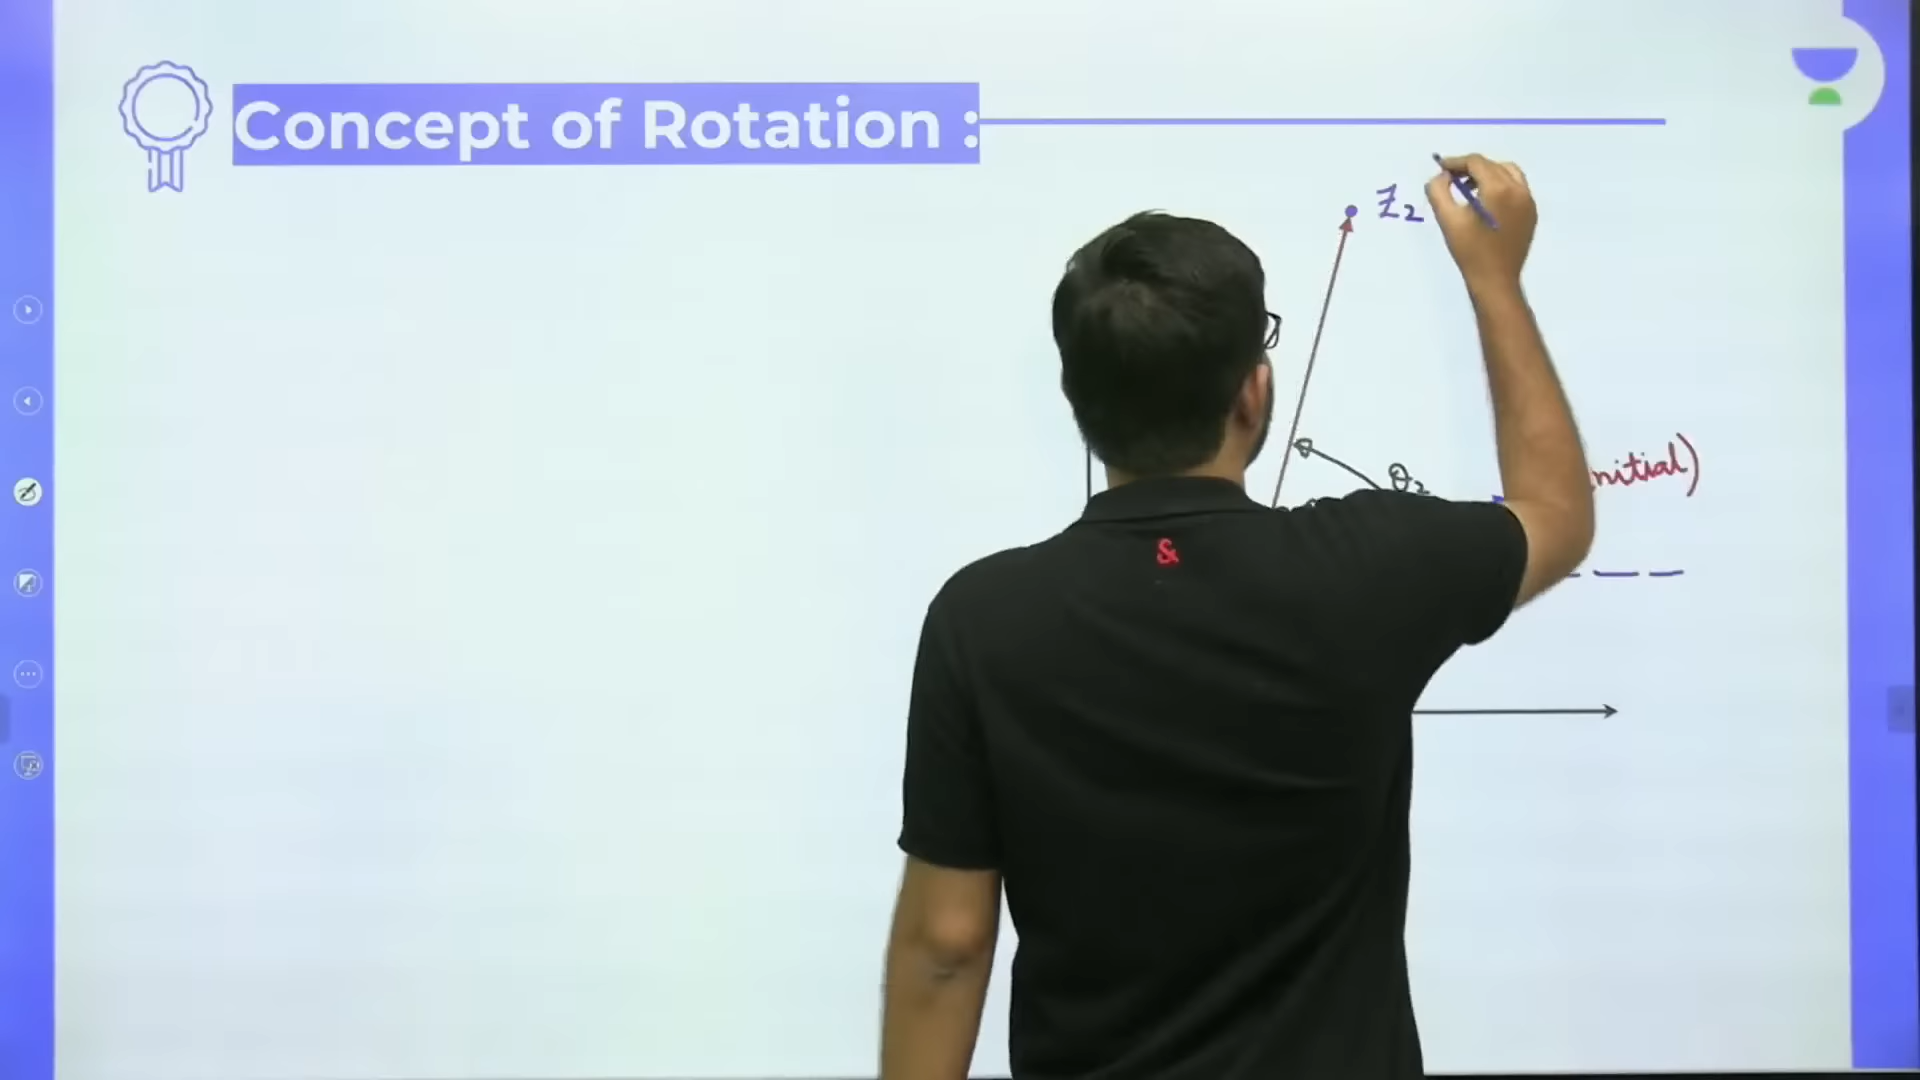 Concept of Rotation :
Z2
nitial)
θ2
&